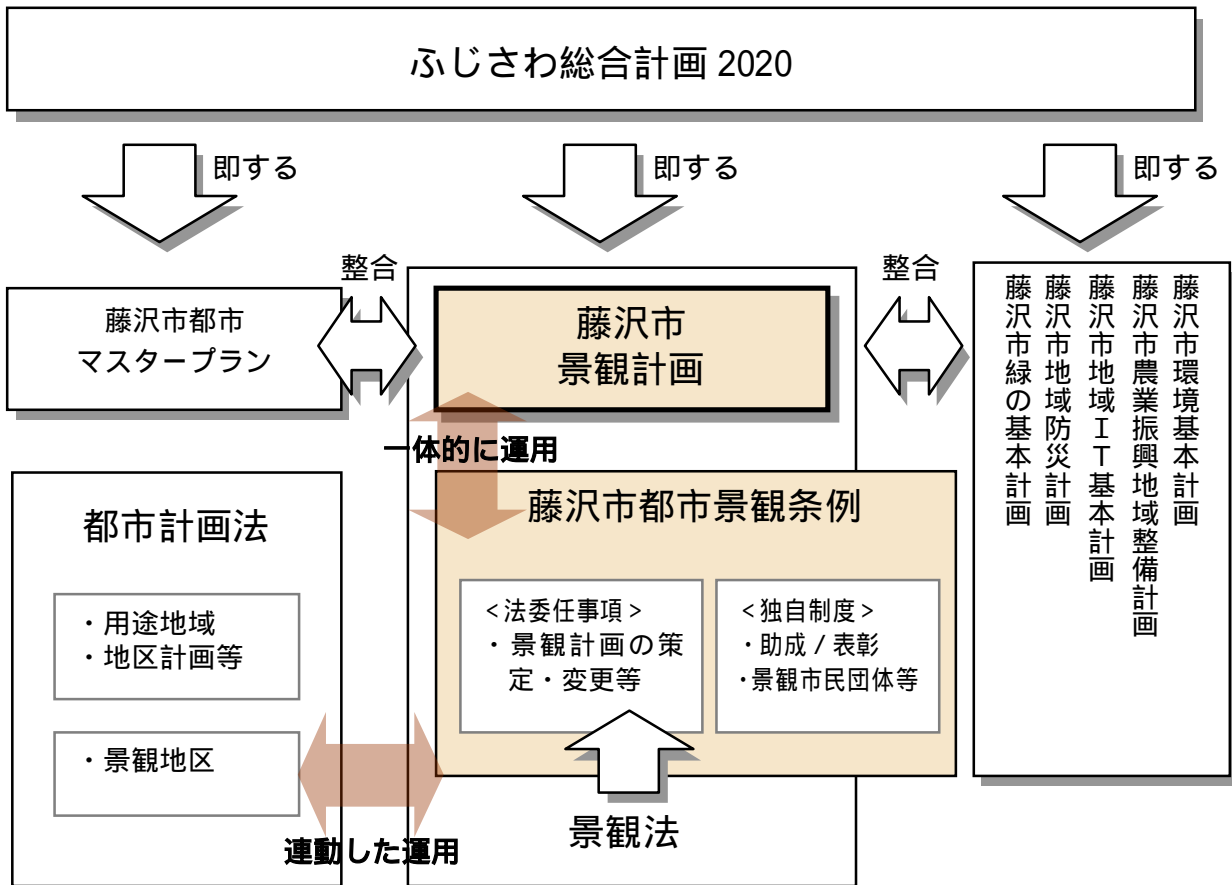 ふじさわ総合計画 2020
即する
即する
即する
整合
整合
藤沢市都市
マスタープラン
藤沢市
景観計画
藤沢市環境基本計画
藤沢市農業振興地域整備計画
藤沢市地域IT基本計画
藤沢市地域防災計画
藤沢市緑の基本計画
一体的に運用
都市計画法
・用途地域
・地区計画等
・景観地区
藤沢市都市景観条例
<法委任事項>
・景観計画の策
定・変更等
<独自制度>
・助成/表彰
・景観市民団体等
景観法
連動した運用